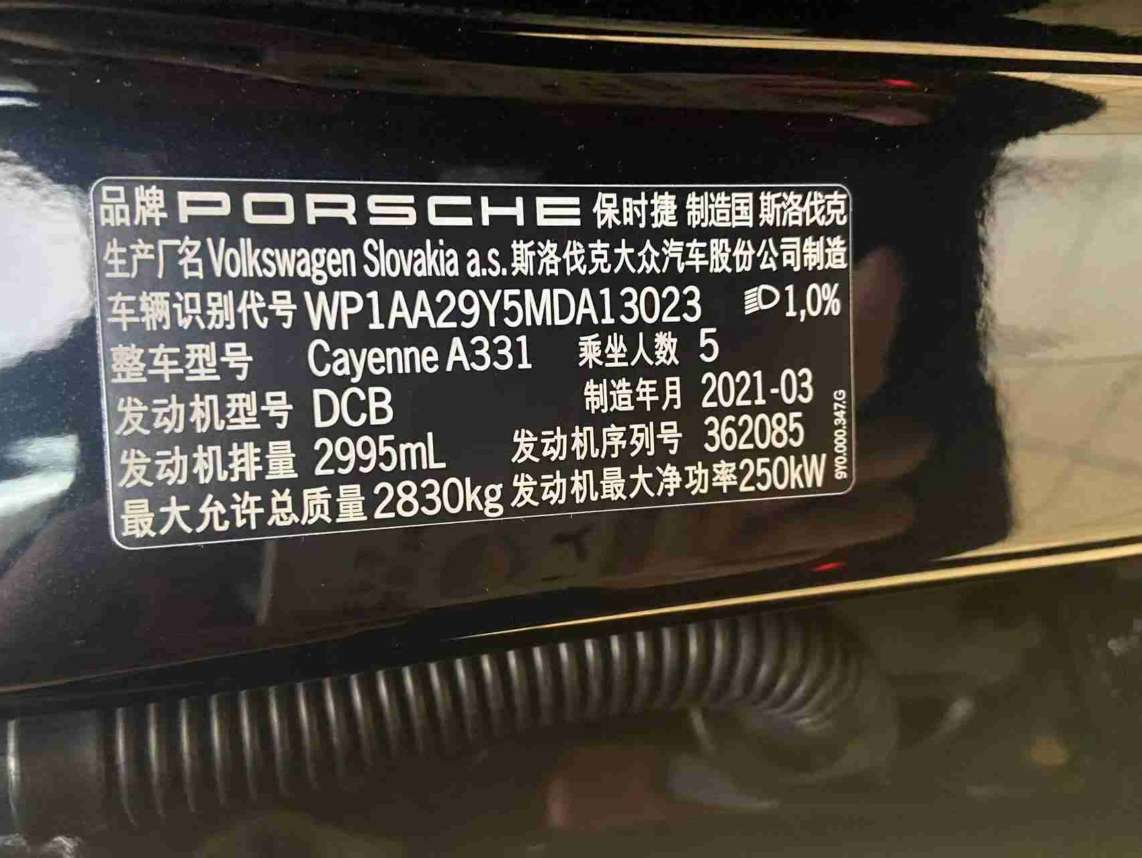 品牌 PORSCHE 保时捷 制造国 斯洛伐克
生产厂名 Volkswagen Slovakia a.s. 斯洛伐克大众汽车股份公司制造
车辆识别代号 WP1AA29Y5MDA13023 1,0%
整车型号 Cayenne A331 乘坐人数 5
发动机型号 DCB 制造年月 2021-03
发动机排量 2995mL 发动机序列号 362085
最大允许总质量 2830kg 发动机最大净功率 250kW
9Y0.000.347.G